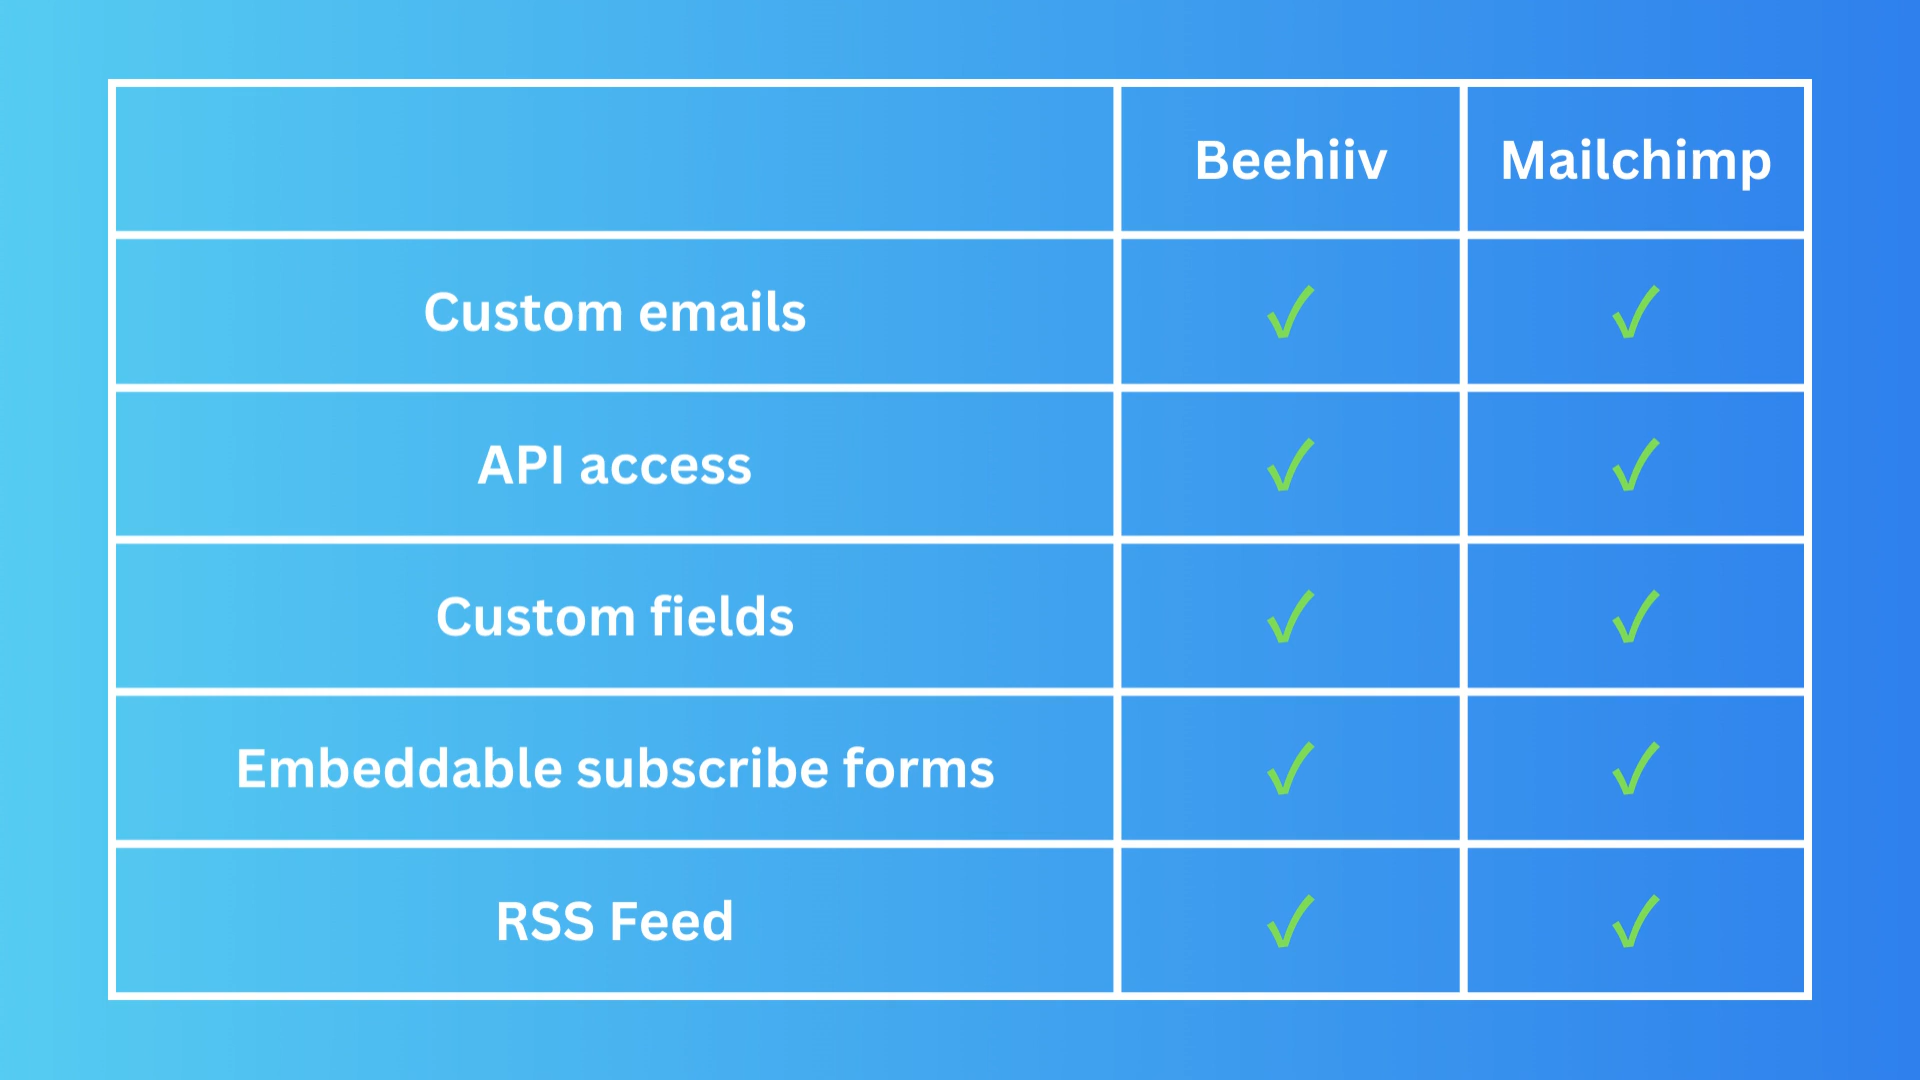 Beehiiv Mailchimp
Custom emails ✓ ✓
API access ✓ ✓
Custom fields ✓ ✓
Embeddable subscribe forms ✓ ✓
RSS Feed ✓ ✓